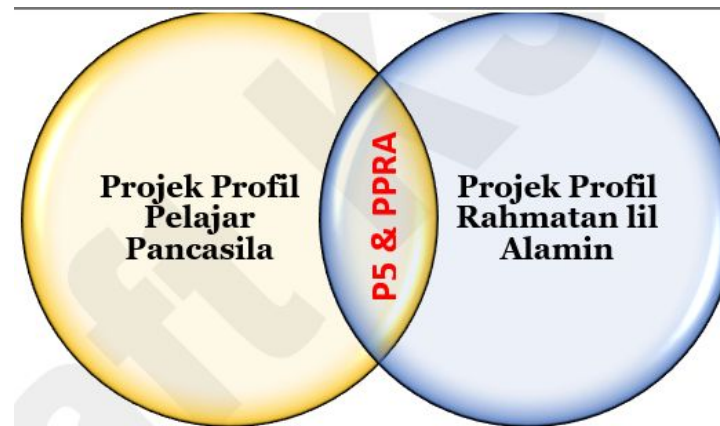 Projek Profil
Pelajar
Pancasila
P5 & PPRA
Projek Profil
Rahmatan lil
Alamin